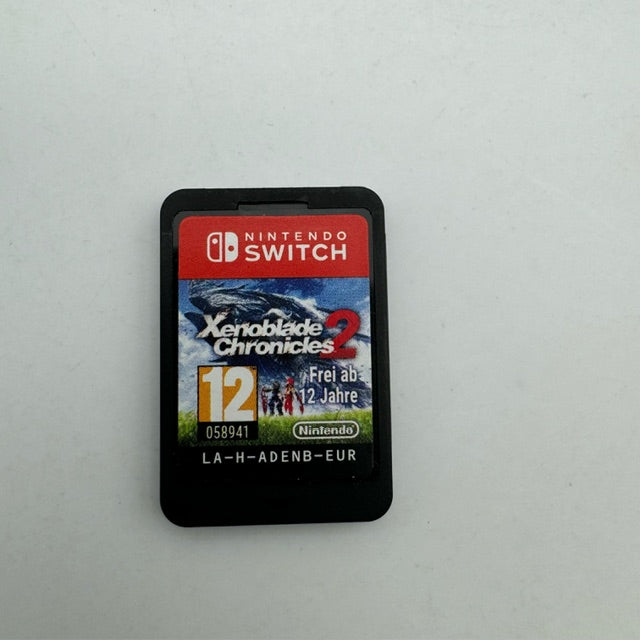 NINTENDO
SWITCH
Xenoblade
Chronicles 2
12
058941
Frei ab
12 Jahre
Nintendo
LA-H-ADENB-EUR